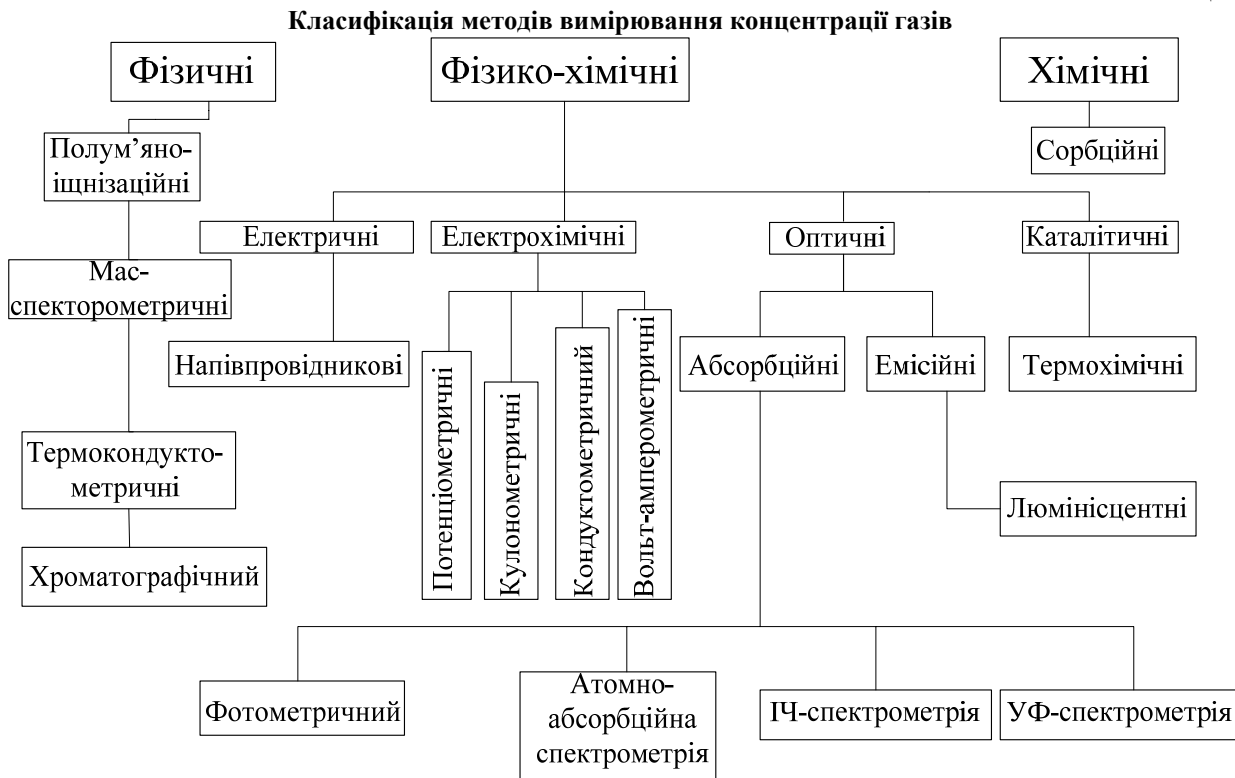 Класифікація методів вимірювання концентрації газів
Фізичні
Фізико-хімічні
Хімічні
Полум’яно-
іщнізаційні
Сорбційні
Електричні
Електрохімічні
Оптичні
Каталітичні
Мас-
спекторометричні
Напівпровідникові
Потенціометричні
Кулонометричні
Кондуктометричний
Вольт-амперометричні
Абсорбційні
Емісійні
Термохімічні
Термокондукто-
метричні
Люмінісцентні
Хроматографічний
Фотометричний
Атомно-
абсорбційна
спектрометрія
ІЧ-спектрометрія
УФ-спектрометрія